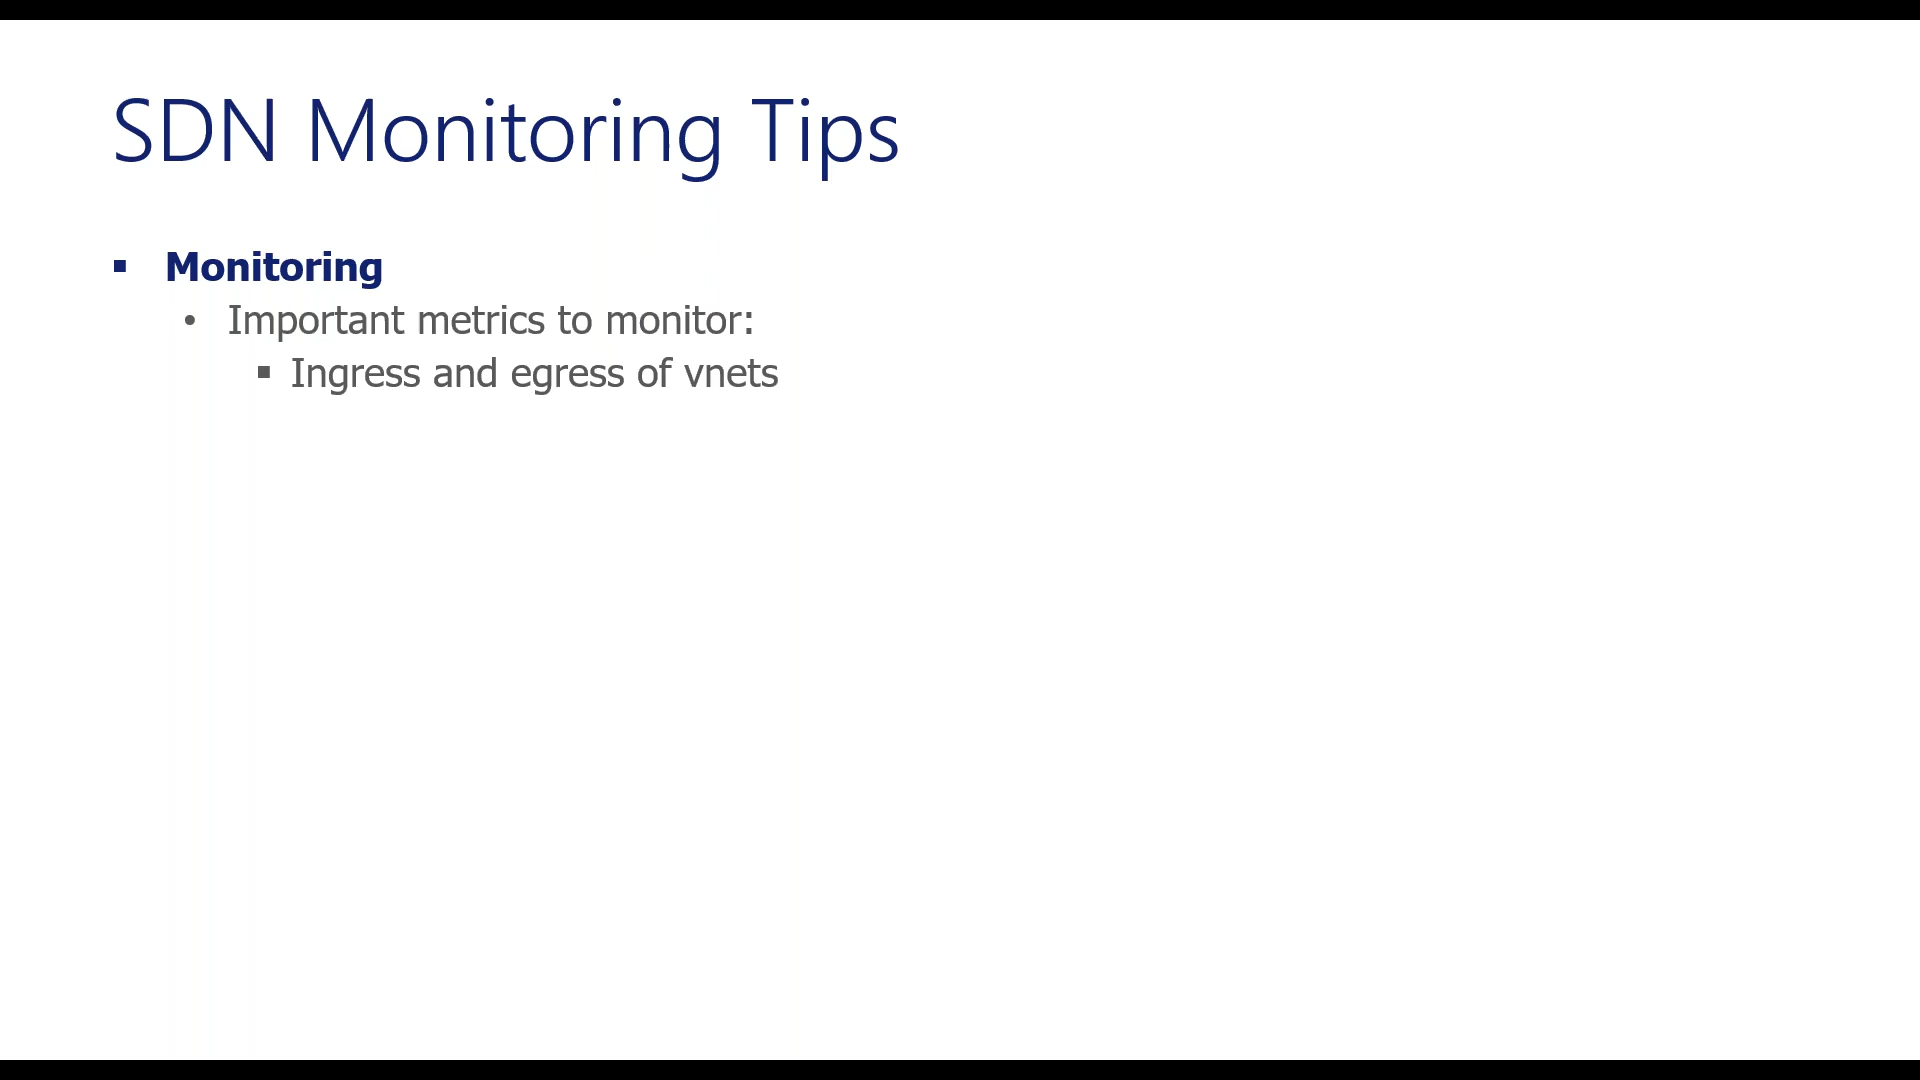 SDN Monitoring Tips
▪ Monitoring
• Important metrics to monitor:
▪ Ingress and egress of vnets